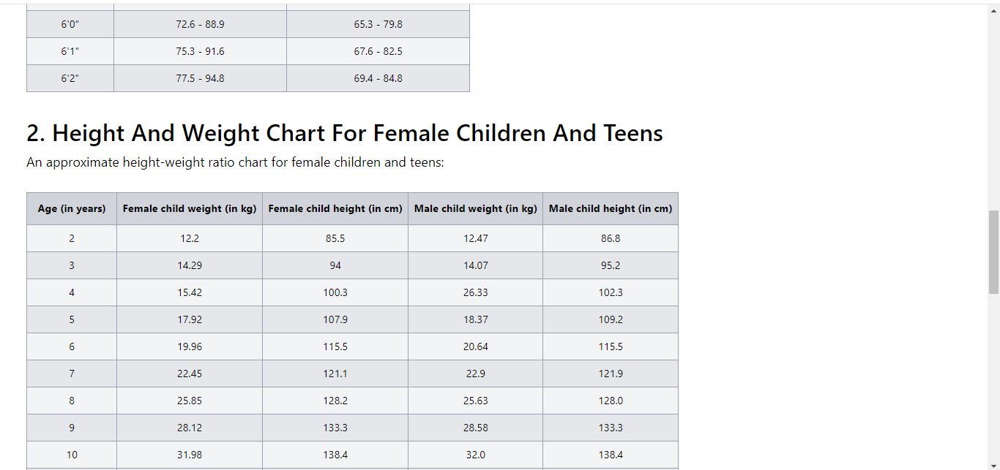 6'0" 72.6 - 88.9 65.3 - 79.8
6'1" 75.3 - 91.6 67.6 - 82.5
6'2" 77.5 - 94.8 69.4 - 84.8
2. Height And Weight Chart For Female Children And Teens
An approximate height-weight ratio chart for female children and teens:
Age (in years) Female child weight (in kg) Female child height (in cm) Male child weight (in kg) Male child height (in cm)
2 12.2 85.5 12.47 86.8
3 14.29 94 14.07 95.2
4 15.42 100.3 26.33 102.3
5 17.92 107.9 18.37 109.2
6 19.96 115.5 20.64 115.5
7 22.45 121.1 22.9 121.9
8 25.85 128.2 25.63 128.0
9 28.12 133.3 28.58 133.3
10 31.98 138.4 32.0 138.4